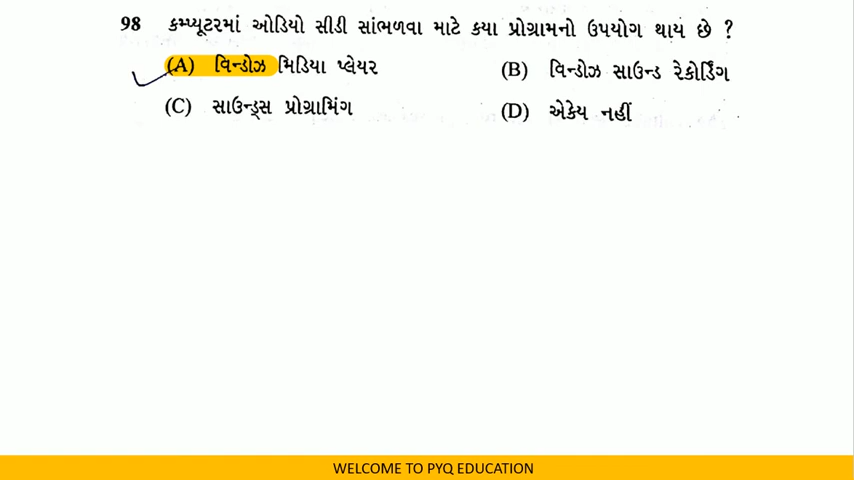 98 કમ્પ્યૂટરમાં ઓડિયો સીડી સાંભળવા માટે કયા પ્રોગ્રામનો ઉપયોગ થાય છે ?
(A) વિન્ડોઝ મિડિયા પ્લેયર (B) વિન્ડોઝ સાઉન્ડ રેકોર્ડિંગ
(C) સાઉન્ડ્સ પ્રોગ્રામિંગ (D) એકેય નહીં
WELCOME TO PYQ EDUCATION